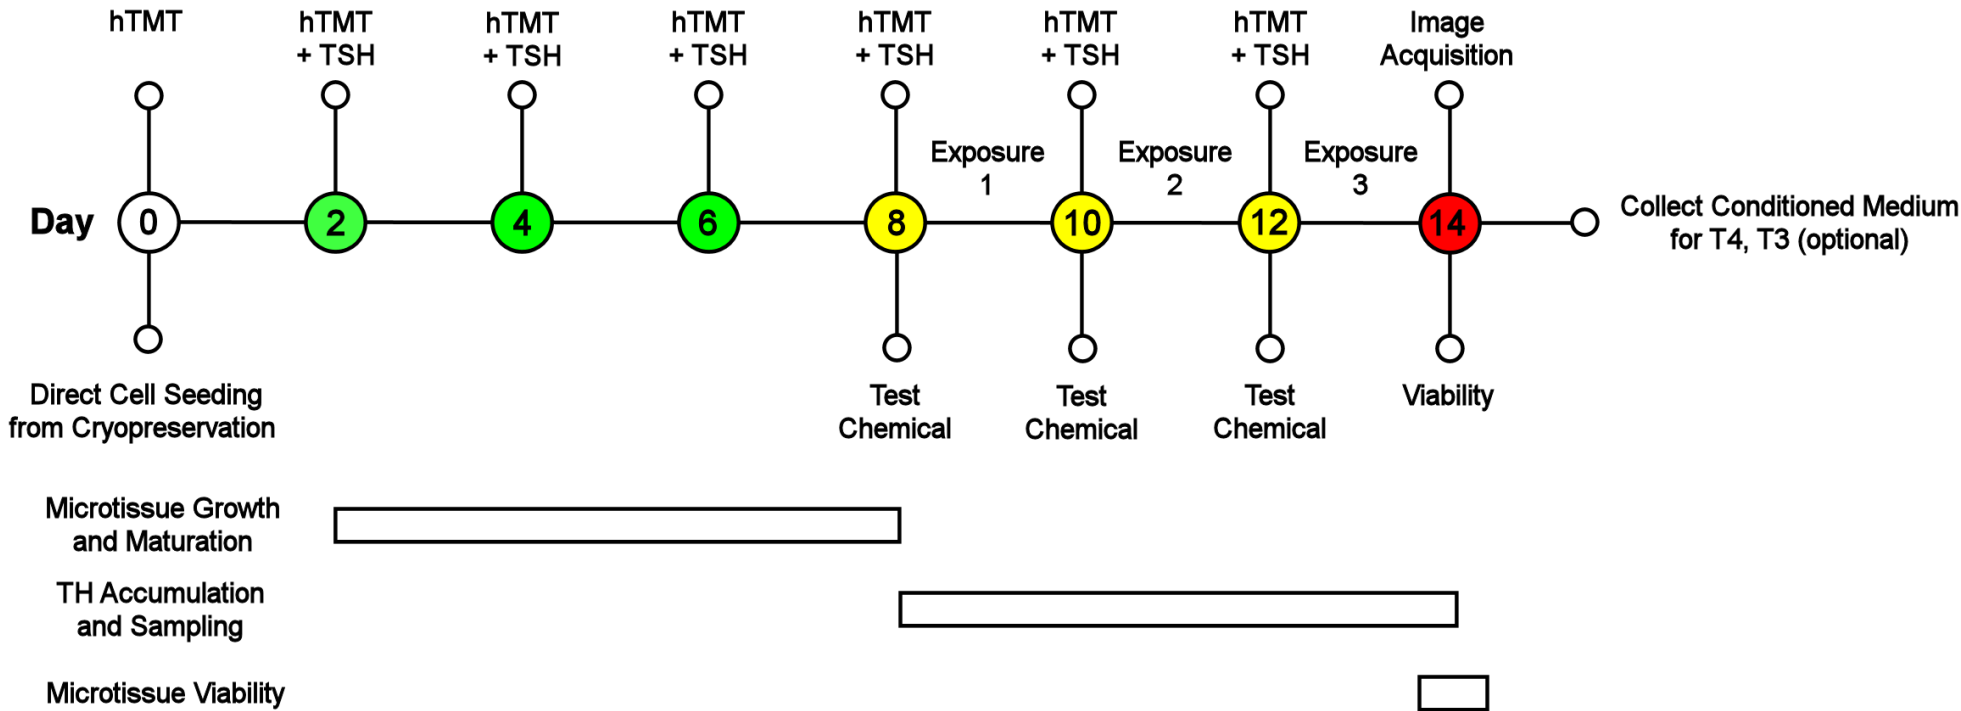 hTMT
hTMT
+ TSH
hTMT
+ TSH
hTMT
+ TSH
hTMT
+ TSH
hTMT
+ TSH
hTMT
+ TSH
Image
Acquisition
Exposure
1
Exposure
2
Exposure
3
Day 0 2 4 6 8 10 12 14
Collect Conditioned Medium
for T4, T3 (optional)
Direct Cell Seeding
from Cryopreservation
Test
Chemical
Test
Chemical
Test
Chemical
Viability
Microtissue Growth
and Maturation
TH Accumulation
and Sampling
Microtissue Viability